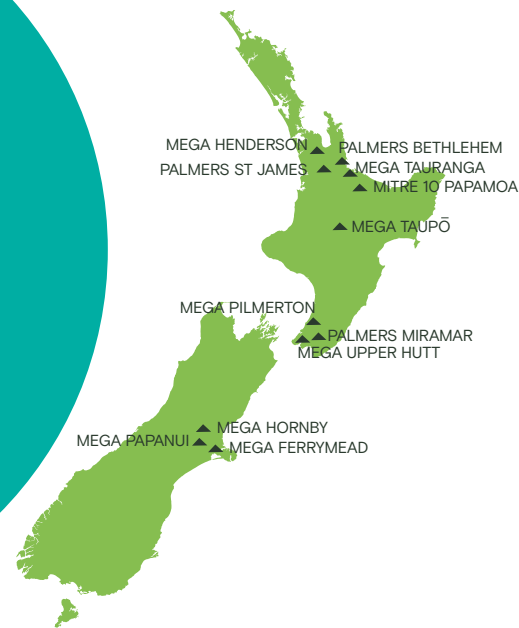 MEGA HENDERSON
PALMERS BETHLEHEM
PALMERS ST JAMES
MEGA TAURANGA
MITRE 10 PAPAMOA
MEGA TAUPŌ
MEGA PILMERTON
PALMERS MIRAMAR
MEGA UPPER HUTT
MEGA HORNBY
MEGA PAPANUI
MEGA FERRYMEAD